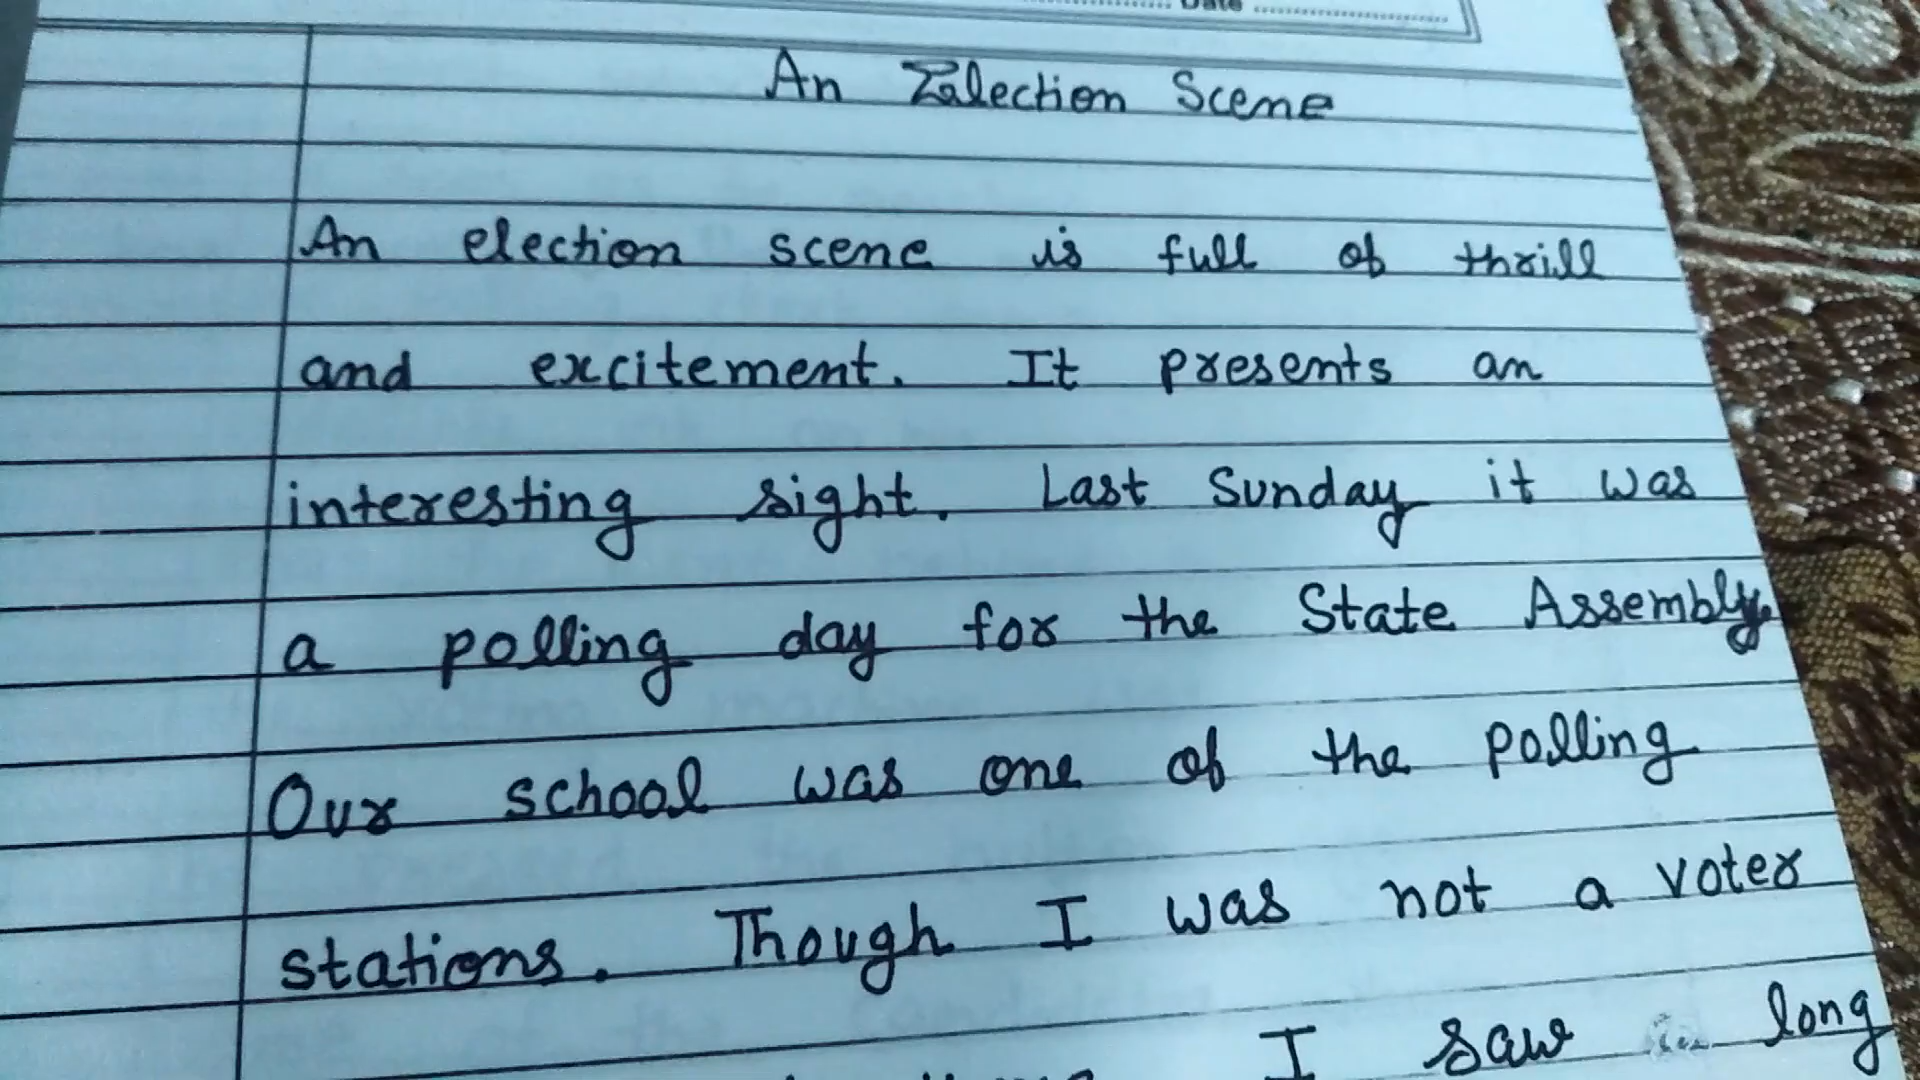 Date
An Election Scene
An election scene is full of thrill
and excitement. It presents an
interesting sight. Last Sunday it was
a polling day for the State Assembly.
Our school was one of the polling
stations. Though I was not a voter
I saw long